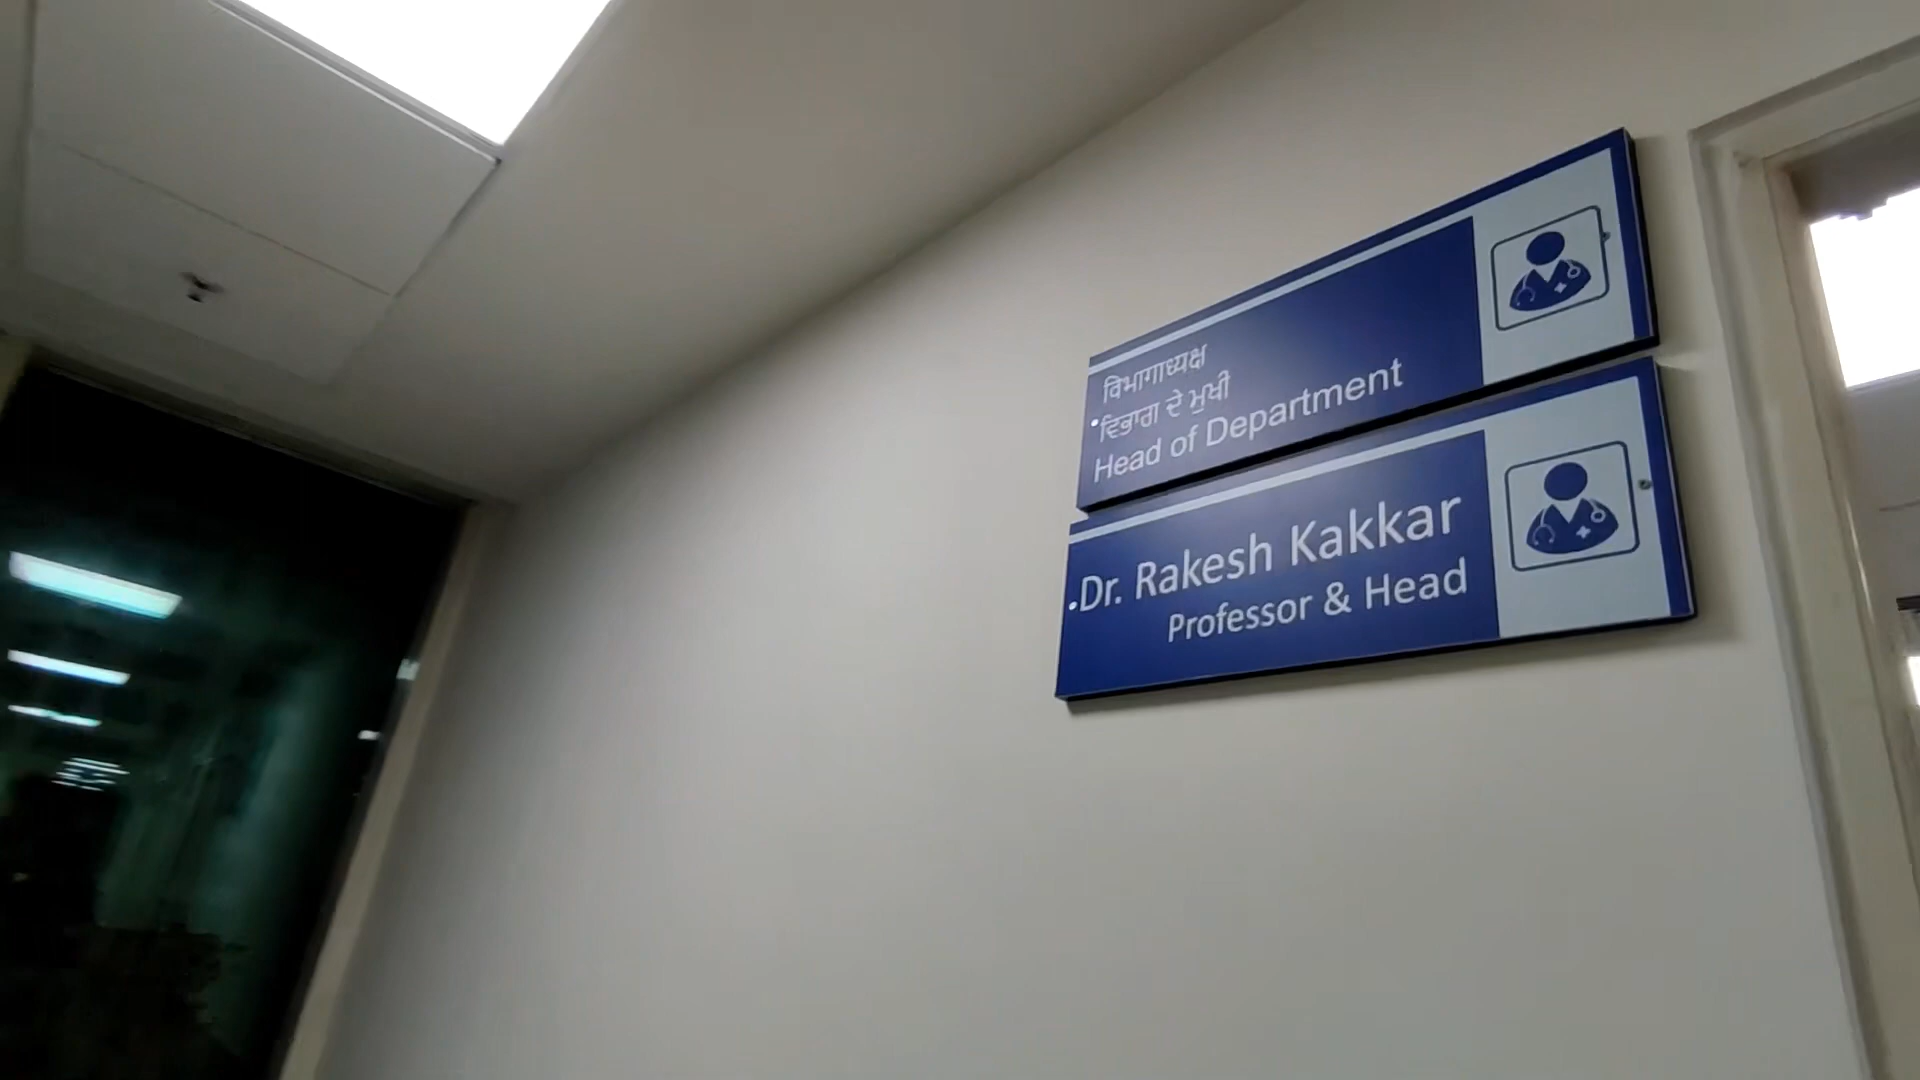 विभागाध्यक्ष
ਵਿਭਾਗ ਦੇ ਮੁਖੀ
Head of Department
Dr. Rakesh Kakkar
Professor & Head